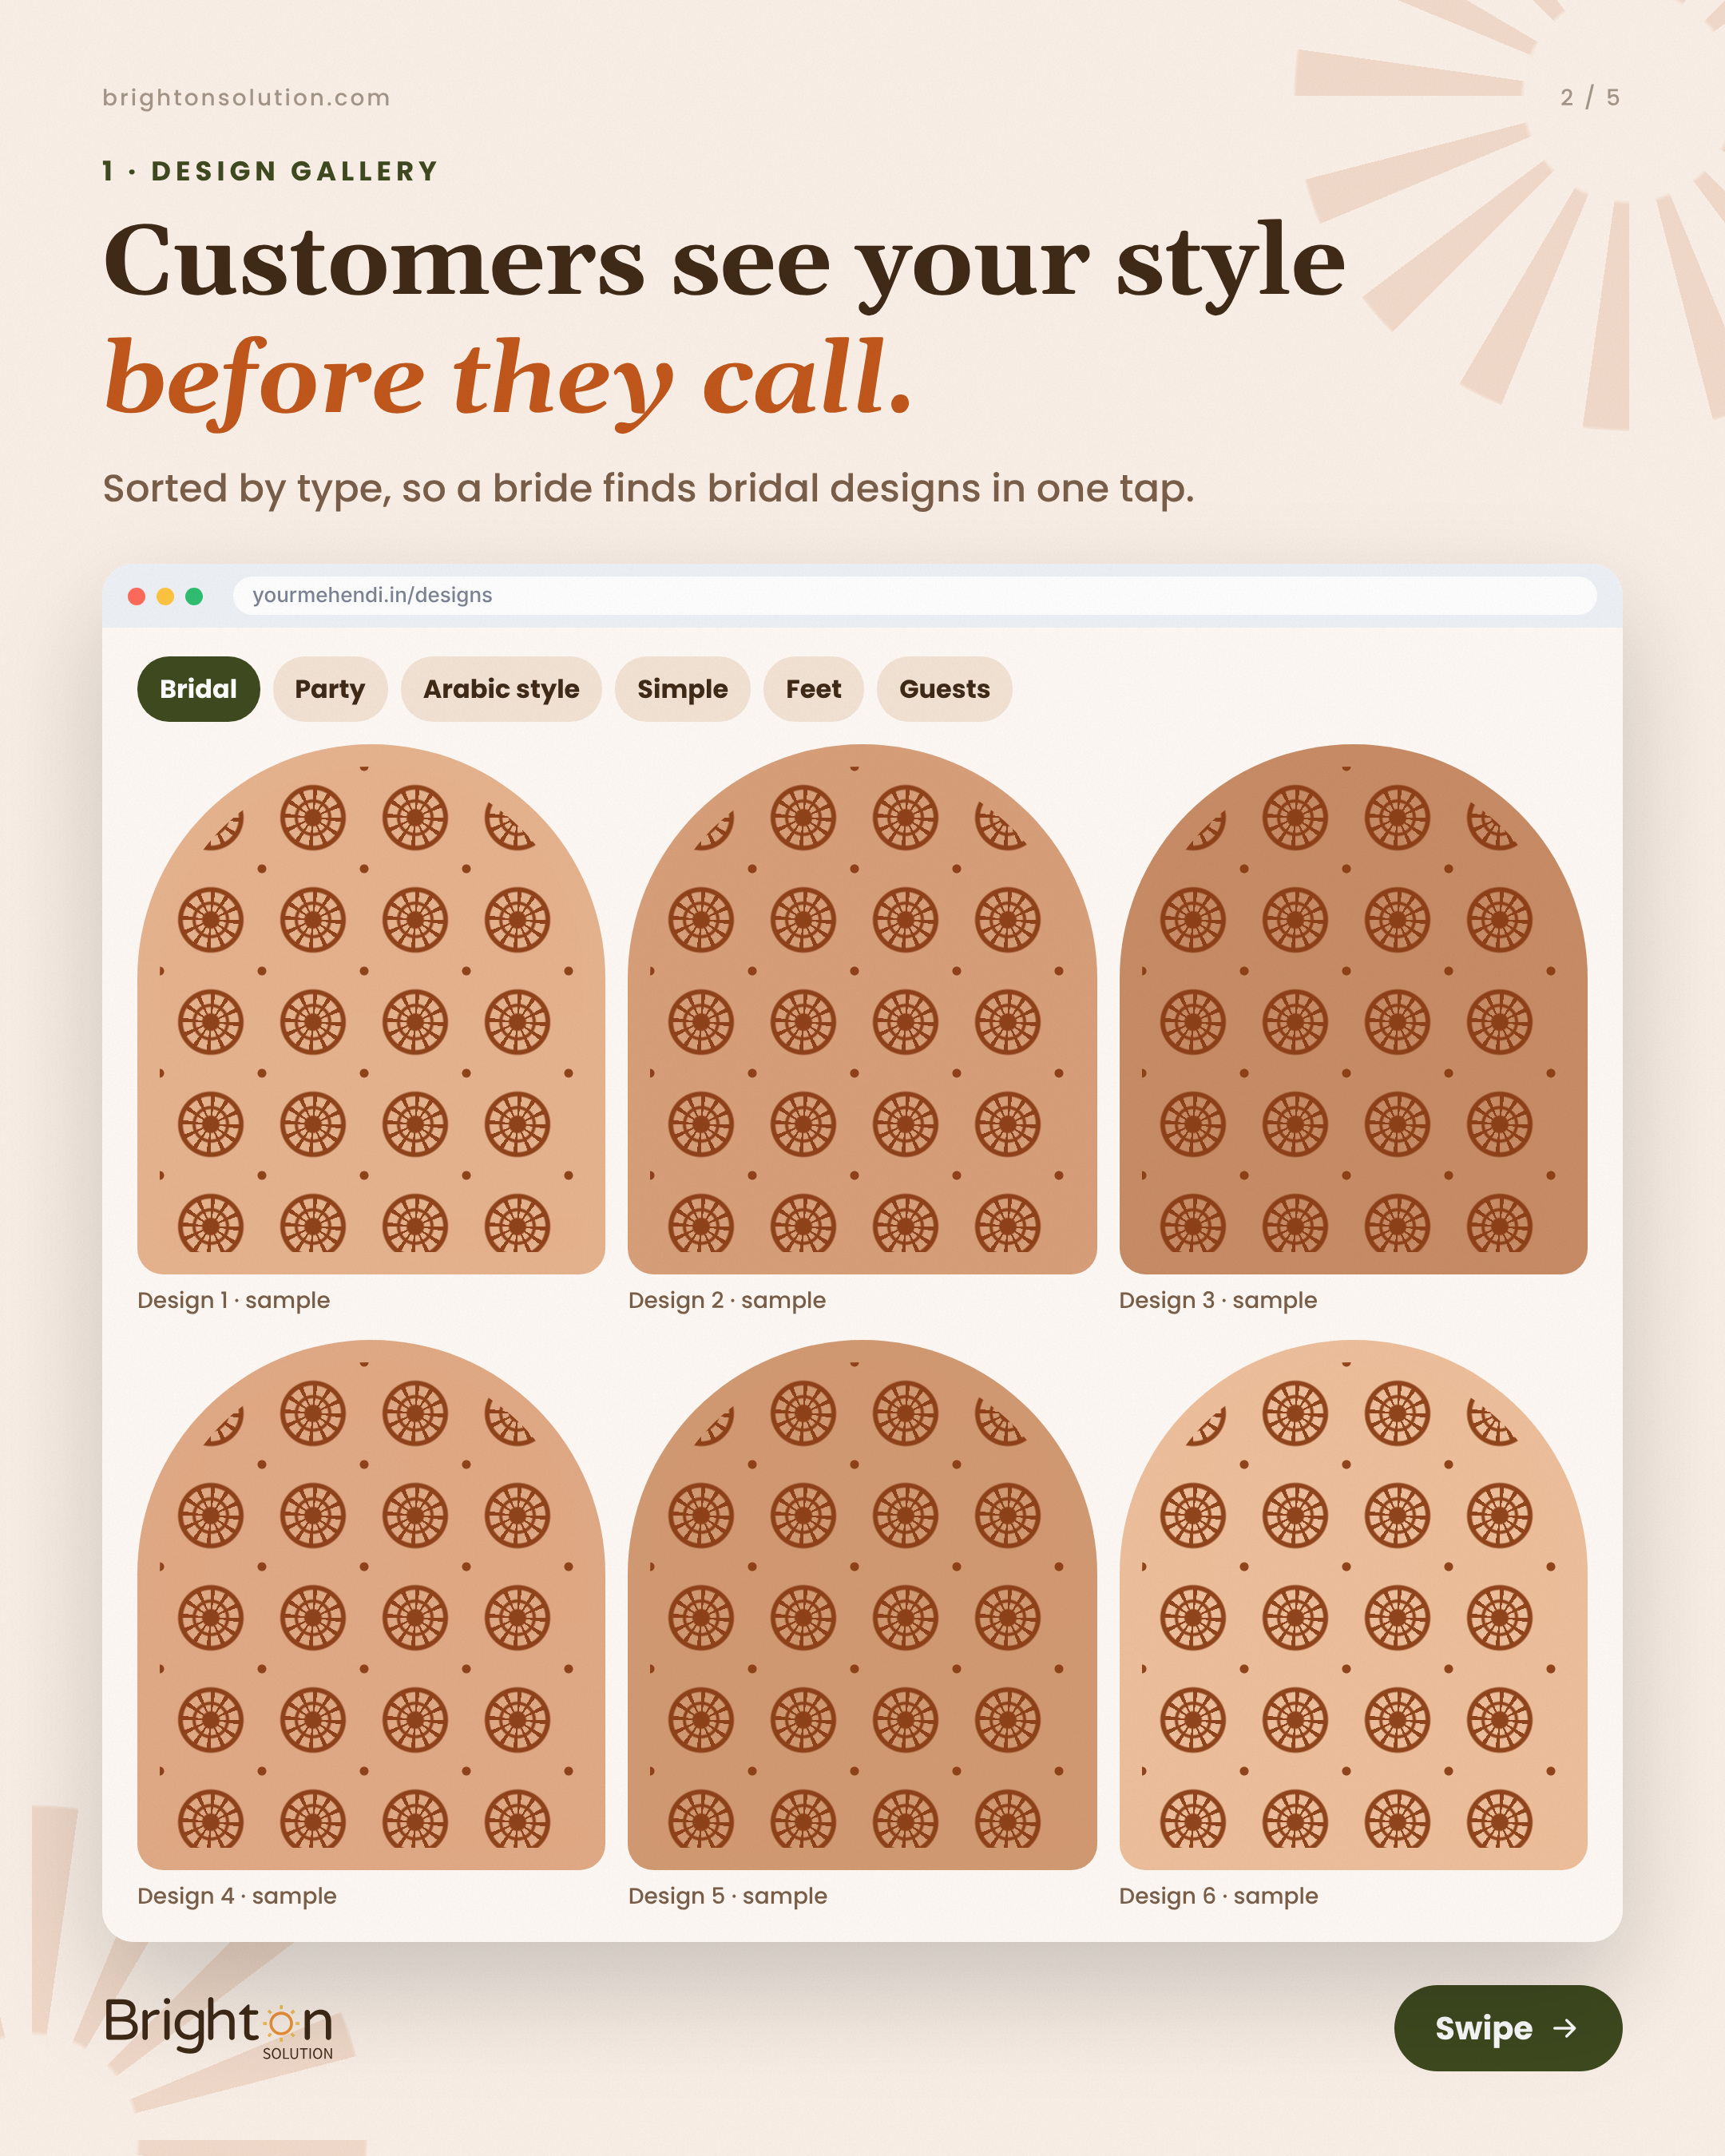 brightonsolution.com
2 / 5
1 · DESIGN GALLERY
Customers see your style
before they call.
Sorted by type, so a bride finds bridal designs in one tap.
yourmehendi.in/designs
Bridal Party Arabic style Simple Feet Guests
Design 1 · sample
Design 2 · sample
Design 3 · sample
Design 4 · sample
Design 5 · sample
Design 6 · sample
Brighton
SOLUTION
Swipe →